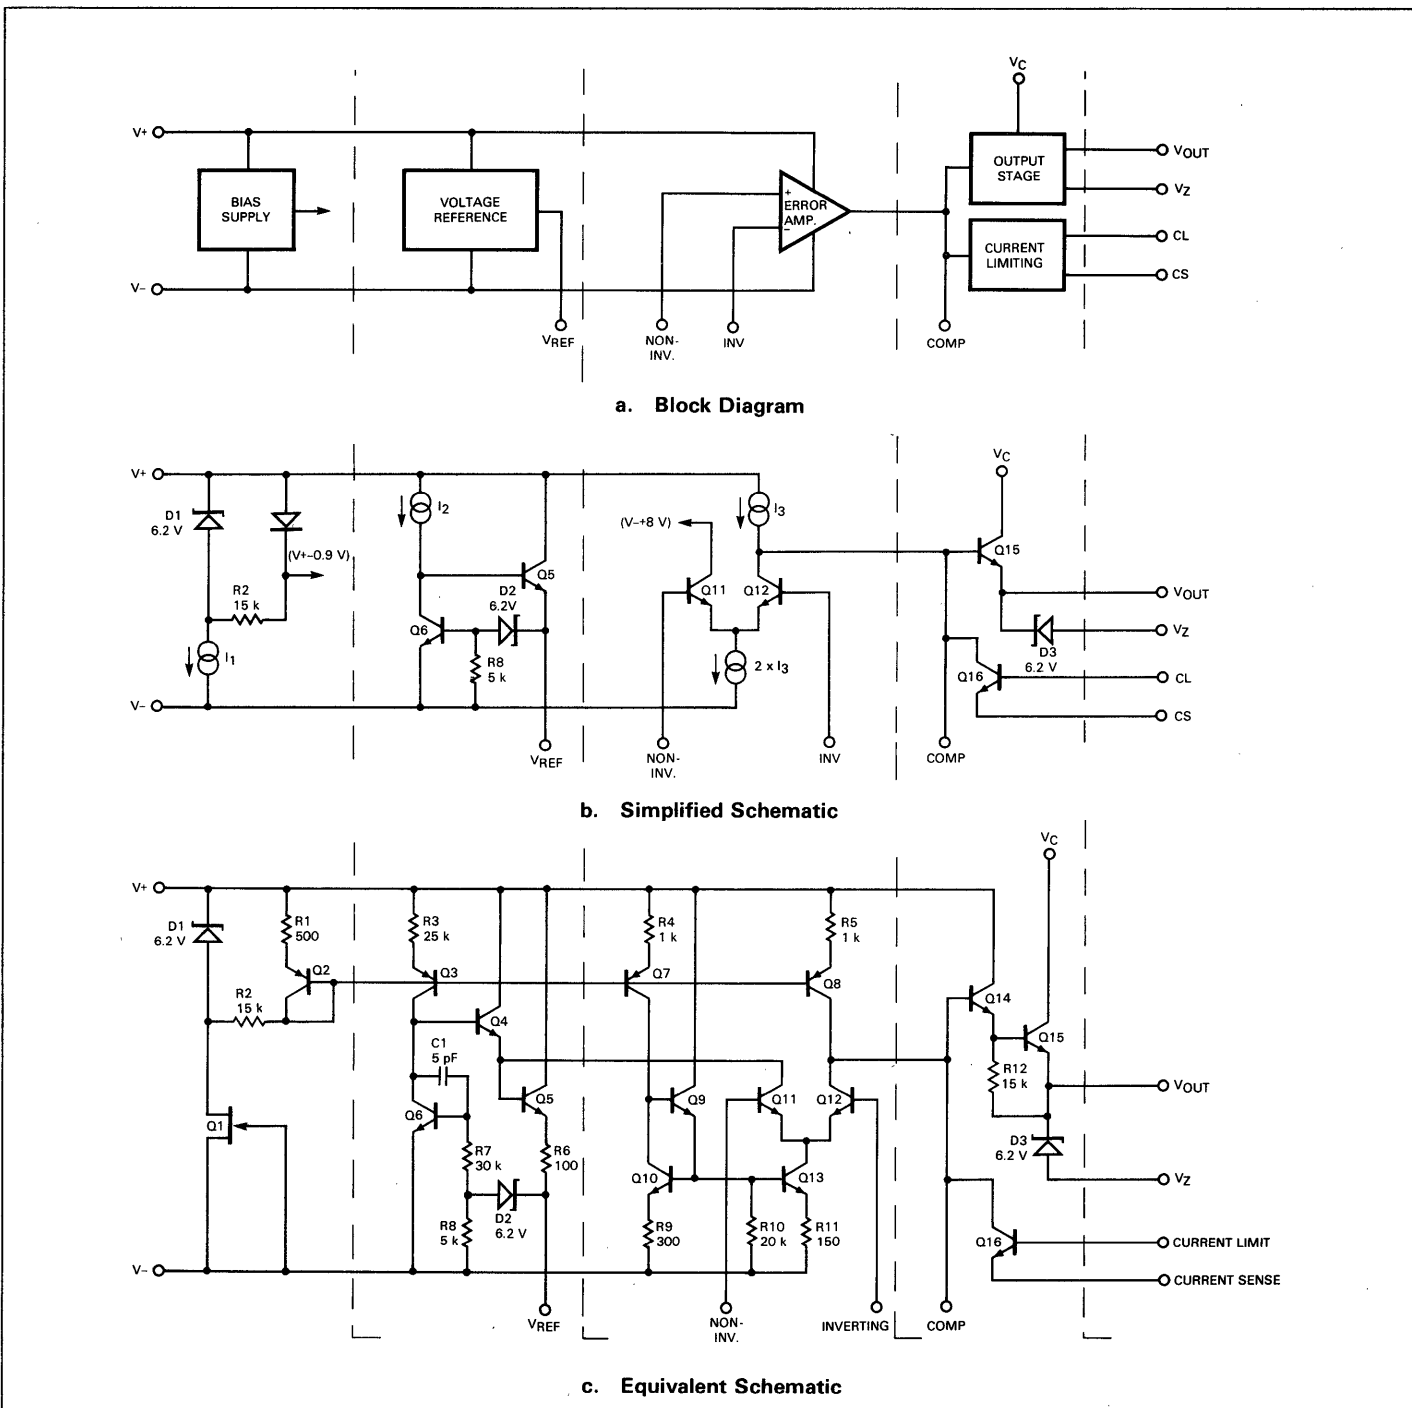 V+
V-
BIAS
SUPPLY
VOLTAGE
REFERENCE
VREF
+
ERROR
AMP.
-
NON-
INV.
INV
COMP
VC
OUTPUT
STAGE
CURRENT
LIMITING
VOUT
VZ
CL
CS
a. Block Diagram
V+
D1
6.2 V
(V+-0.9 V)
R2
15 k
I1
V-
I2
Q5
D2
6.2V
Q6
R8
5 k
VREF
(V-+8 V)
I3
Q11
Q12
2 x I3
NON-
INV.
INV
COMP
VC
Q15
VOUT
VZ
D3
6.2 V
Q16
CL
CS
b. Simplified Schematic
V+
D1
6.2 V
R1
500
Q2
R2
15 k
Q1
V-
R3
25 k
Q3
Q4
C1
5 pF
Q5
Q6
R7
30 k
R6
100
D2
6.2 V
R8
5 k
VREF
R4
1 k
Q7
R5
1 k
Q8
Q9
Q11
Q12
Q10
Q13
R9
300
R10
20 k
R11
150
NON-
INV.
INVERTING
COMP
VC
Q14
Q15
R12
15 k
VOUT
D3
6.2 V
VZ
Q16
CURRENT LIMIT
CURRENT SENSE
c. Equivalent Schematic